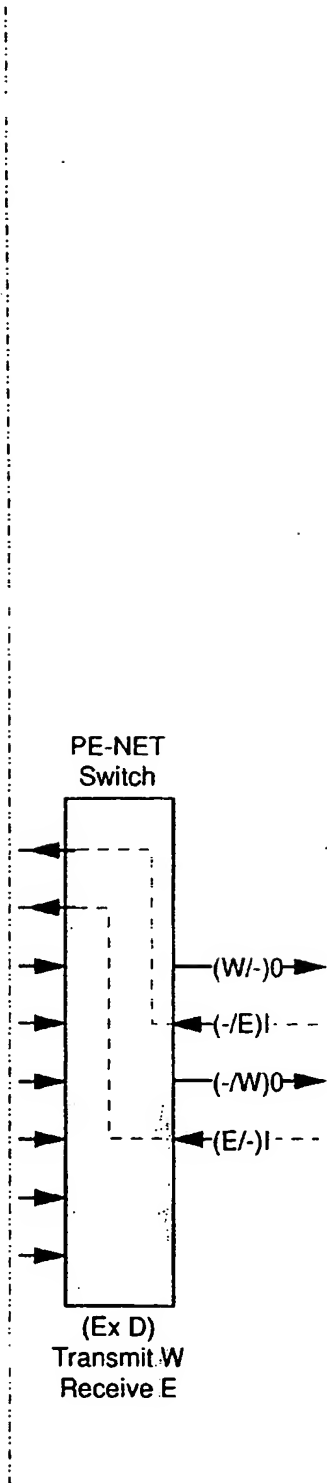 PE-NET
Switch
(W/-)0
(-/E)I
(-/W)0
(E/-)I
(Ex D)
Transmit W
Receive E